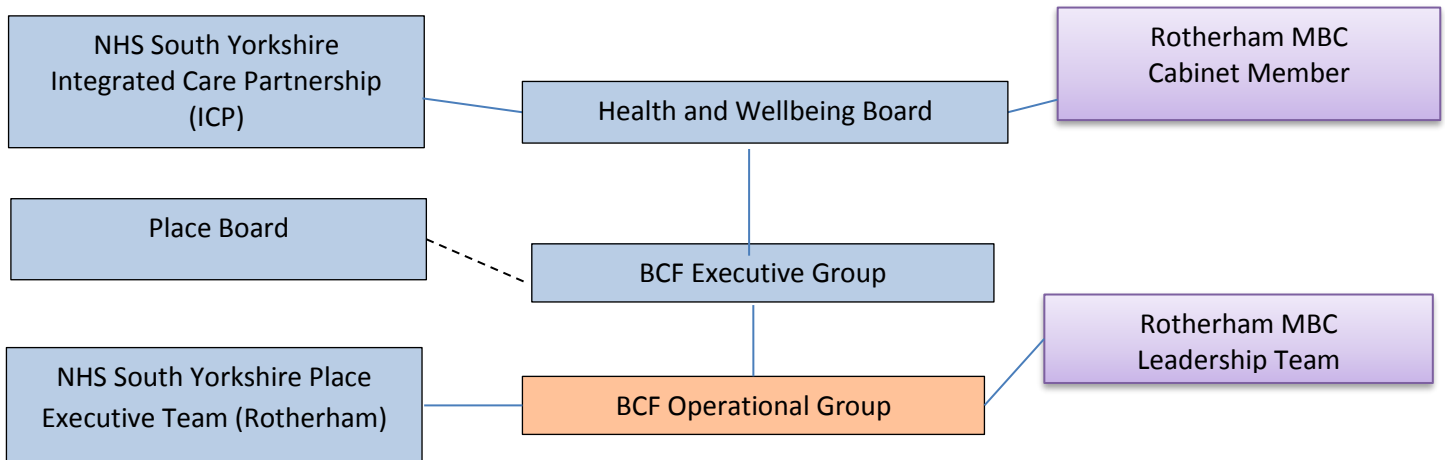 NHS South Yorkshire
Integrated Care Partnership
(ICP)
Health and Wellbeing Board
Rotherham MBC
Cabinet Member
Place Board
BCF Executive Group
Rotherham MBC
Leadership Team
NHS South Yorkshire Place
Executive Team (Rotherham)
BCF Operational Group